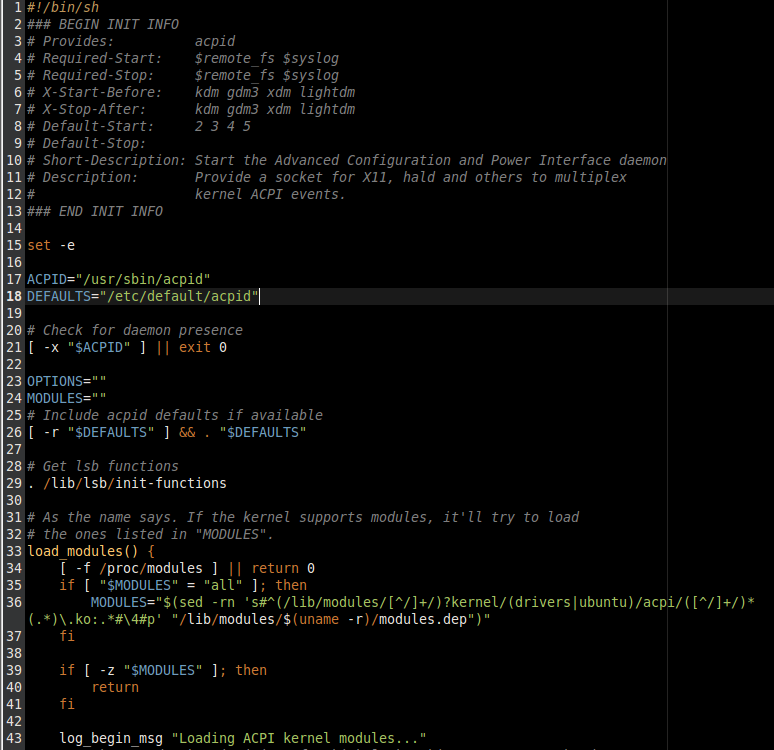 1 #!/bin/sh
2 ### BEGIN INIT INFO
3 # Provides:          acpid
4 # Required-Start:    $remote_fs $syslog
5 # Required-Stop:     $remote_fs $syslog
6 # X-Start-Before:    kdm gdm3 xdm lightdm
7 # X-Stop-After:      kdm gdm3 xdm lightdm
8 # Default-Start:     2 3 4 5
9 # Default-Stop:
10 # Short-Description: Start the Advanced Configuration and Power Interface daemon
11 # Description:       Provide a socket for X11, hald and others to multiplex
12 #                    kernel ACPI events.
13 ### END INIT INFO
14
15 set -e
16
17 ACPID="/usr/sbin/acpid"
18 DEFAULTS="/etc/default/acpid"
19
20 # Check for daemon presence
21 [ -x "$ACPID" ] || exit 0
22
23 OPTIONS=""
24 MODULES=""
25 # Include acpid defaults if available
26 [ -r "$DEFAULTS" ] && . "$DEFAULTS"
27
28 # Get lsb functions
29 . /lib/lsb/init-functions
30
31 # As the name says. If the kernel supports modules, it'll try to load
32 # the ones listed in "MODULES".
33 load_modules() {
34     [ -f /proc/modules ] || return 0
35     if [ "$MODULES" = "all" ]; then
36         MODULES="$(sed -rn 's#^(/lib/modules/[^/]+/)?kernel/(drivers|ubuntu)/acpi/([^/]+/)*
(.*)\.ko:.*#\4#p' "/lib/modules/$(uname -r)/modules.dep")"
37     fi
38
39     if [ -z "$MODULES" ]; then
40         return
41     fi
42
43     log_begin_msg "Loading ACPI kernel modules..."